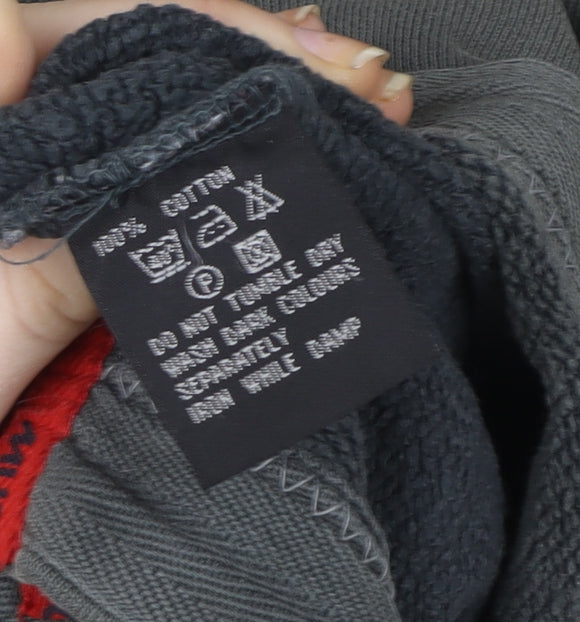 100% COTTON
P
DO NOT TUMBLE DRY
WASH DARK COLOURS
SEPARATELY
IRON WHILE DAMP